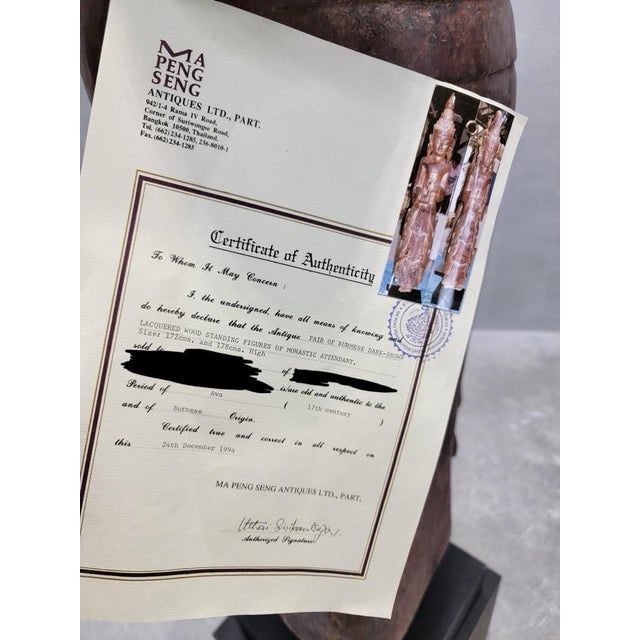 MA
PENG
SENG
ANTIQUES LTD., PART.
942/1-4 Rama IV Road,
Corner of Suriwongse Road,
Bangkok 10500, Thailand.
Tel. (662) 234-1285, 236-8010-1
Fax. (662) 234-1285
Certificate of Authenticity
To Whom It May Concern :
I, the undersigned, have all means of knowing and
do hereby declare that the Antique PAIR OF BURMESE DARK-BROWN
LACQUERED WOOD STANDING FIGURES OF MONASTIC ATTENDANT.
Size: 172cms. and 178cms. High
sold to of
is/are old and authentic to the
Period of Ava ( 17th century )
and of Burmese Origin.
Certified true and correct in all respect on
this 24th December 1994
MA PENG SENG ANTIQUES LTD., PART.
Authorized Signature